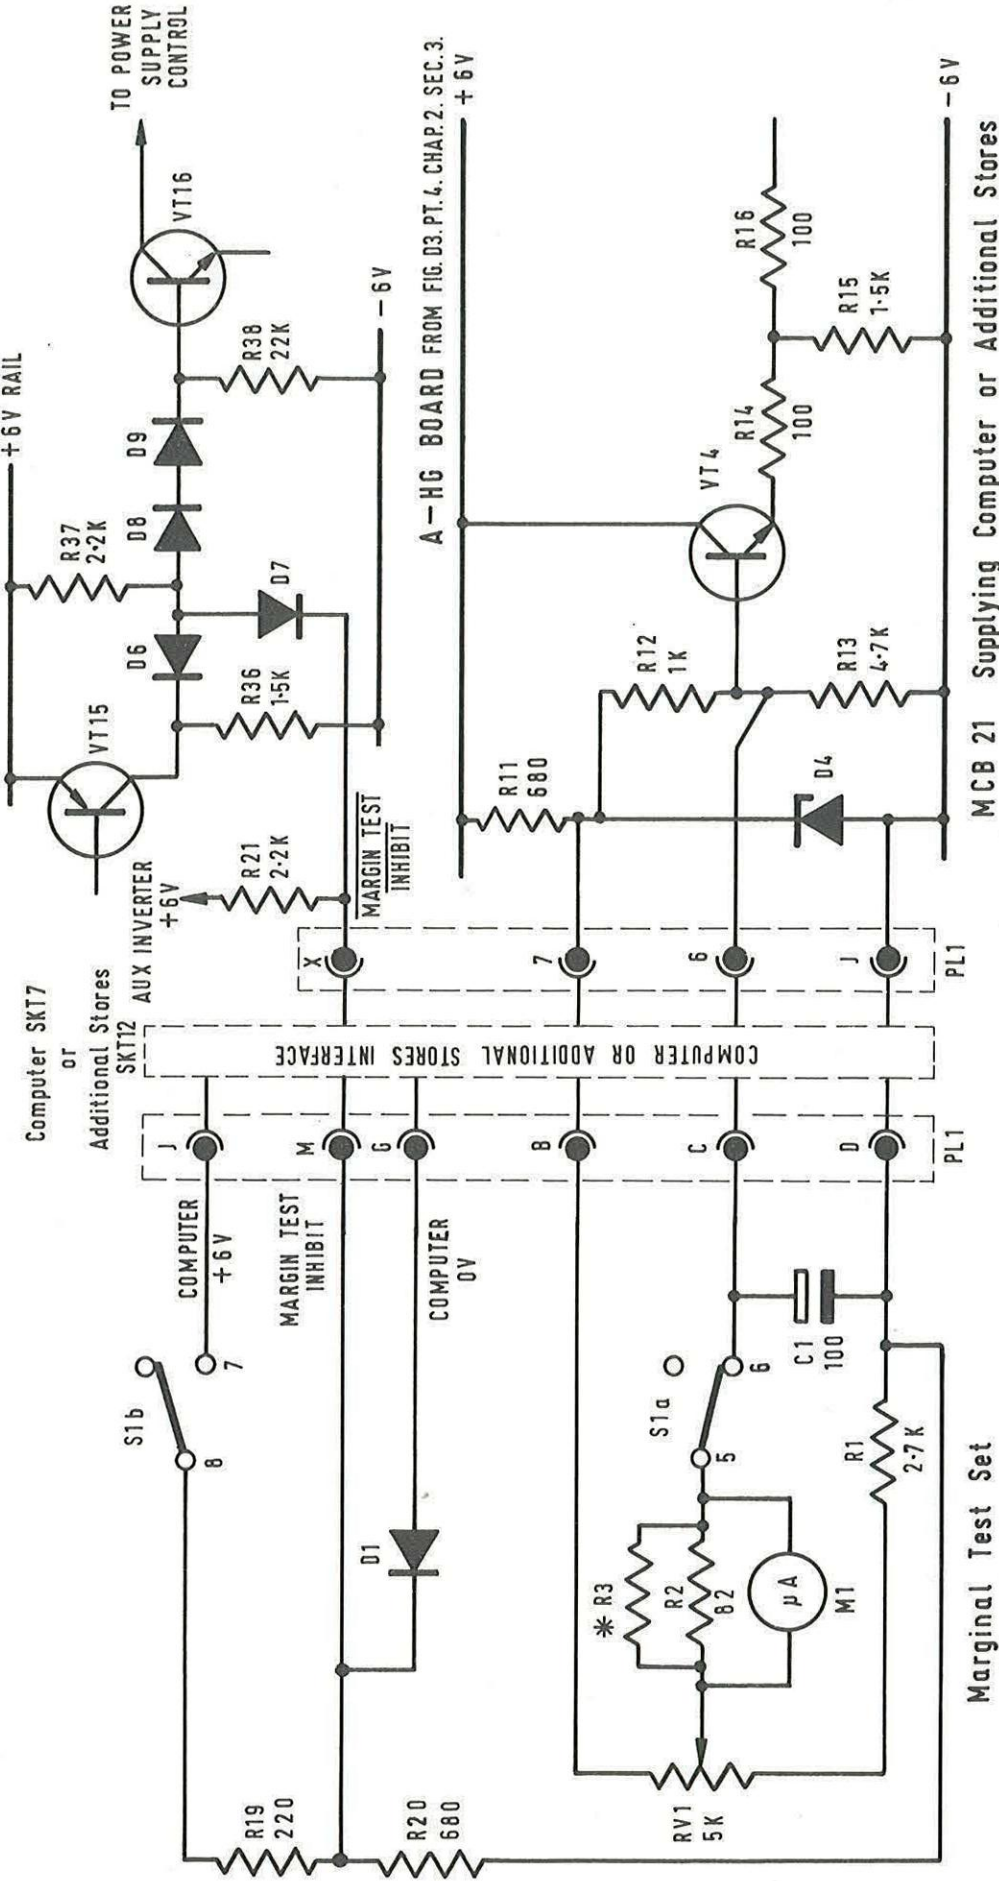 Computer SKT7
or
Additional Stores
SKT12
AUX INVERTER
+6V
+6V RAIL
TO POWER
SUPPLY
CONTROL
VT15
VT16
R37
2·2K
D6
D7
D8
D9
R36
1·5K
R38
22K
-6V
R21
2·2K
MARGIN TEST
INHIBIT
X
7
6
J
PL1
A-HG BOARD FROM FIG. D3. PT. 4. CHAP. 2. SEC. 3.
+6V
R11
680
R12
1K
R13
4·7K
D4
VT4
R14
100
R16
100
R15
1·5K
-6V
MCB 21 Supplying Computer or Additional Stores
COMPUTER OR ADDITIONAL STORES INTERFACE
J
M
G
B
C
D
PL1
S1b
8
7
COMPUTER
+6V
MARGIN TEST
INHIBIT
COMPUTER
0V
D1
R19
220
R20
680
S1a
5
6
* R3
R2
82
µA
M1
C1
100
RV1
5K
R1
2·7K
Marginal Test Set